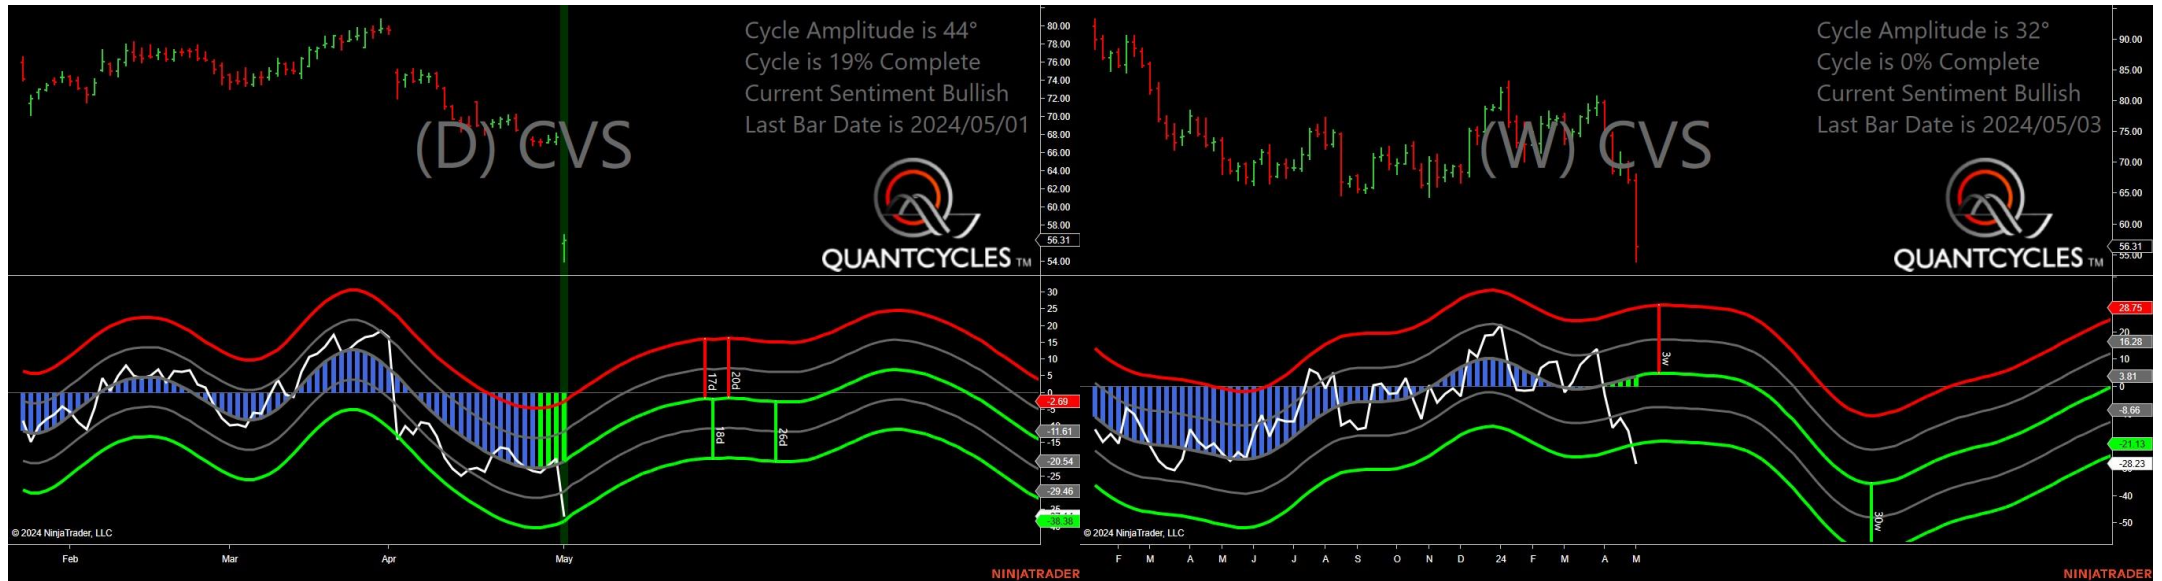 Cycle Amplitude is 44°
Cycle is 19% Complete
Current Sentiment Bullish
Last Bar Date is 2024/05/01
(D) CVS
QUANTCYCLES TM
80.00
78.00
76.00
74.00
72.00
70.00
68.00
66.00
64.00
62.00
60.00
58.00
56.31
54.00
30
25
20
15
10
5
0
-2.69
-5
-11.61
-15
-20.54
-25
-29.46
-38.38
17d
20d
18d
26d
© 2024 NinjaTrader, LLC
Feb
Mar
Apr
May
NINJATRADER
Cycle Amplitude is 32°
Cycle is 0% Complete
Current Sentiment Bullish
Last Bar Date is 2024/05/03
(W) CVS
QUANTCYCLES TM
90.00
85.00
80.00
75.00
70.00
65.00
60.00
56.31
55.00
28.75
20
16.28
10
3.81
0
-8.66
-21.13
-28.23
-40
-50
3w
30w
© 2024 NinjaTrader, LLC
F M A M J J A S O N D 24 F M A M
NINJATRADER